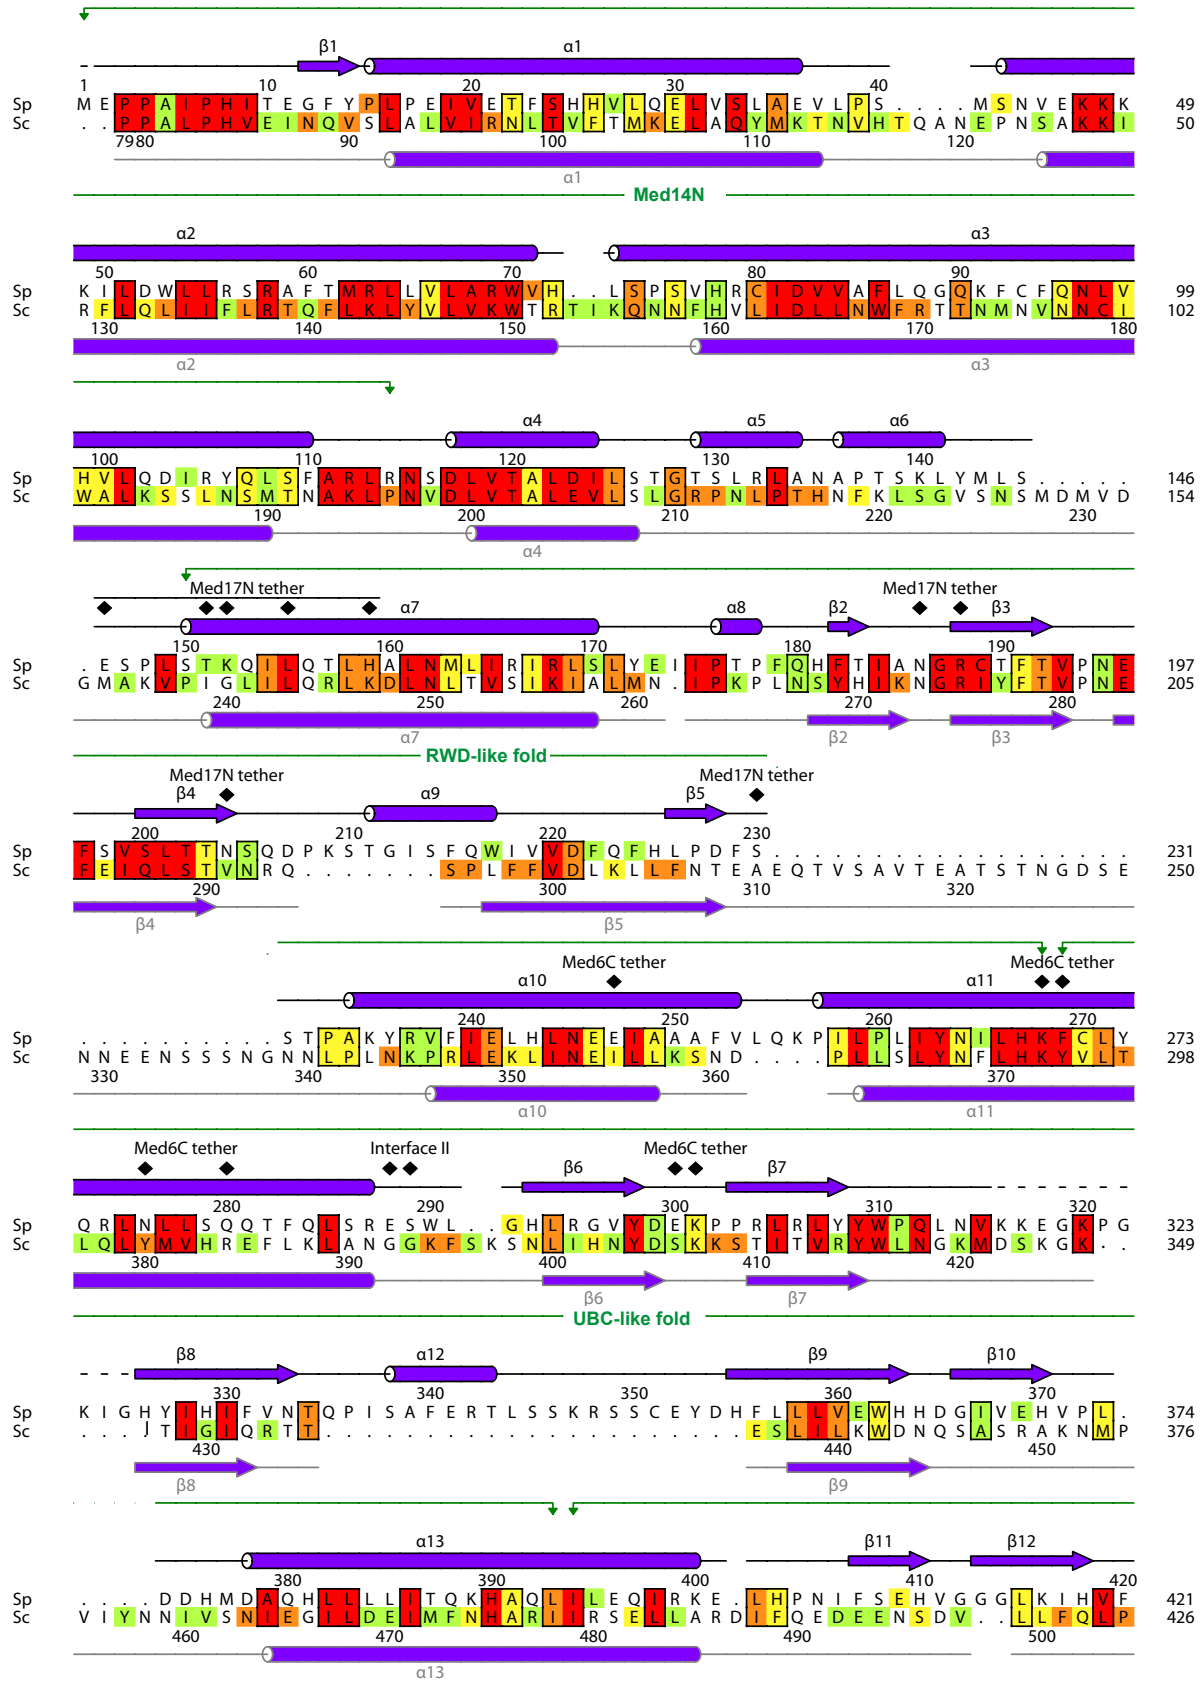 β1 α1
1 10 20 30 40
Sp M E P P A I P H I T E G F Y P L P E I V E T F S H H V L Q E L V S L A E V L P S . . . . M S N V E K K K 49
Sc . . P P A L P H V E I N Q V S L A L V I R N L T V F T M K E L A Q Y M K T N V H T Q A N E P N S A K K I 50
79 80 90 100 110 120
α1
Med14N
α2 α3
50 60 70 80 90
Sp K I L D W L L R S R A F T M R L L V L A R W V H . . L S P S V H R C I D V V A F L Q G Q K F C F Q N L V 99
Sc R F L Q L I I F L R T Q F L K L Y V L V K W T R T I K Q N N F H V L I D L L N W F R T T N M N V N N C I 102
130 140 150 160 170 180
α2 α3
α4 α5 α6
100 110 120 130 140
Sp H V L Q D I R Y Q L S F A R L R N S D L V T A L D I L S T G T S L R L A N A P T S K L Y M L S . . . . . 146
Sc W A L K S S L N S M T N A K L P N V D L V T A L E V L S L G R P N L P T H N F K L S G V S N S M D M V D 154
190 200 210 220 230
α4
Med17N tether Med17N tether
α7 α8 β2 β3
150 160 170 180 190
Sp . E S P L S T K Q I L Q T L H A L N M L I R I R L S L Y E I I P T P F Q H F T I A N G R C T F T V P N E 197
Sc G M A K V P I G L I L Q R L K D L N L T V S I K I A L M N . I P K P L N S Y H I K N G R I Y F T V P N E 205
240 250 260 270 280
α7 β2 β3
RWD-like fold
Med17N tether Med17N tether
β4 α9 β5
200 210 220 230
Sp F S V S L T T N S Q D P K S T G I S F Q W I V V D F Q F H L P D F S . . . . . . . . . . . . . . . . . . 231
Sc F E I Q L S T V N R Q . . . . . . . S P L F F V D L K L L F N T E A E Q T V S A V T E A T S T N G D S E 250
290 300 310 320
β4 β5
Med6C tether Med6C tether
α10 α11
240 250 260 270
Sp . . . . . . . . . . S T P A K Y R V F I E L H L N E E I A A A F V L Q K P I L P L I Y N I L H K F C L Y 273
Sc N N E E N S S S N G N N L P L N K P R L E K L I N E I L L K S N D . . . . P L L S L Y N F L H K Y V L T 298
330 340 350 360 370
α10 α11
Med6C tether Interface II Med6C tether
β6 β7
280 290 300 310 320
Sp Q R L N L L S Q Q T F Q L S R E S W L . . G H L R G V Y D E K P P R L R L Y Y W P Q L N V K K E G K P G 323
Sc L Q L Y M V H R E F L K L A N G G K F S K S N L I H N Y D S K K S T I T V R Y W L N G K M D S K G K . . 349
380 390 400 410 420
β6 β7
UBC-like fold
β8 α12 β9 β10
330 340 350 360 370
Sp K I G H Y I H I F V N T Q P I S A F E R T L S S K R S S C E Y D H F L L L V E W H H D G I V E H V P L . 374
Sc . . . I T I G I Q R T T . . . . . . . . . . . . . . . . . . . . . E S L I L K W D N Q S A S R A K N M P 376
430 440 450
β8 β9
α13 β11 β12
380 390 400 410 420
Sp . . . . D D H M D A Q H L L L L I T Q K H A Q L I L E Q I R K E . L H P N I F S E H V G G G L K I H V F 421
Sc V I Y N N I V S N I E G I L D E I M F N H A R I I R S E L L A R D I F Q E D E E N S D V . . L L F Q L P 426
460 470 480 490 500
α13